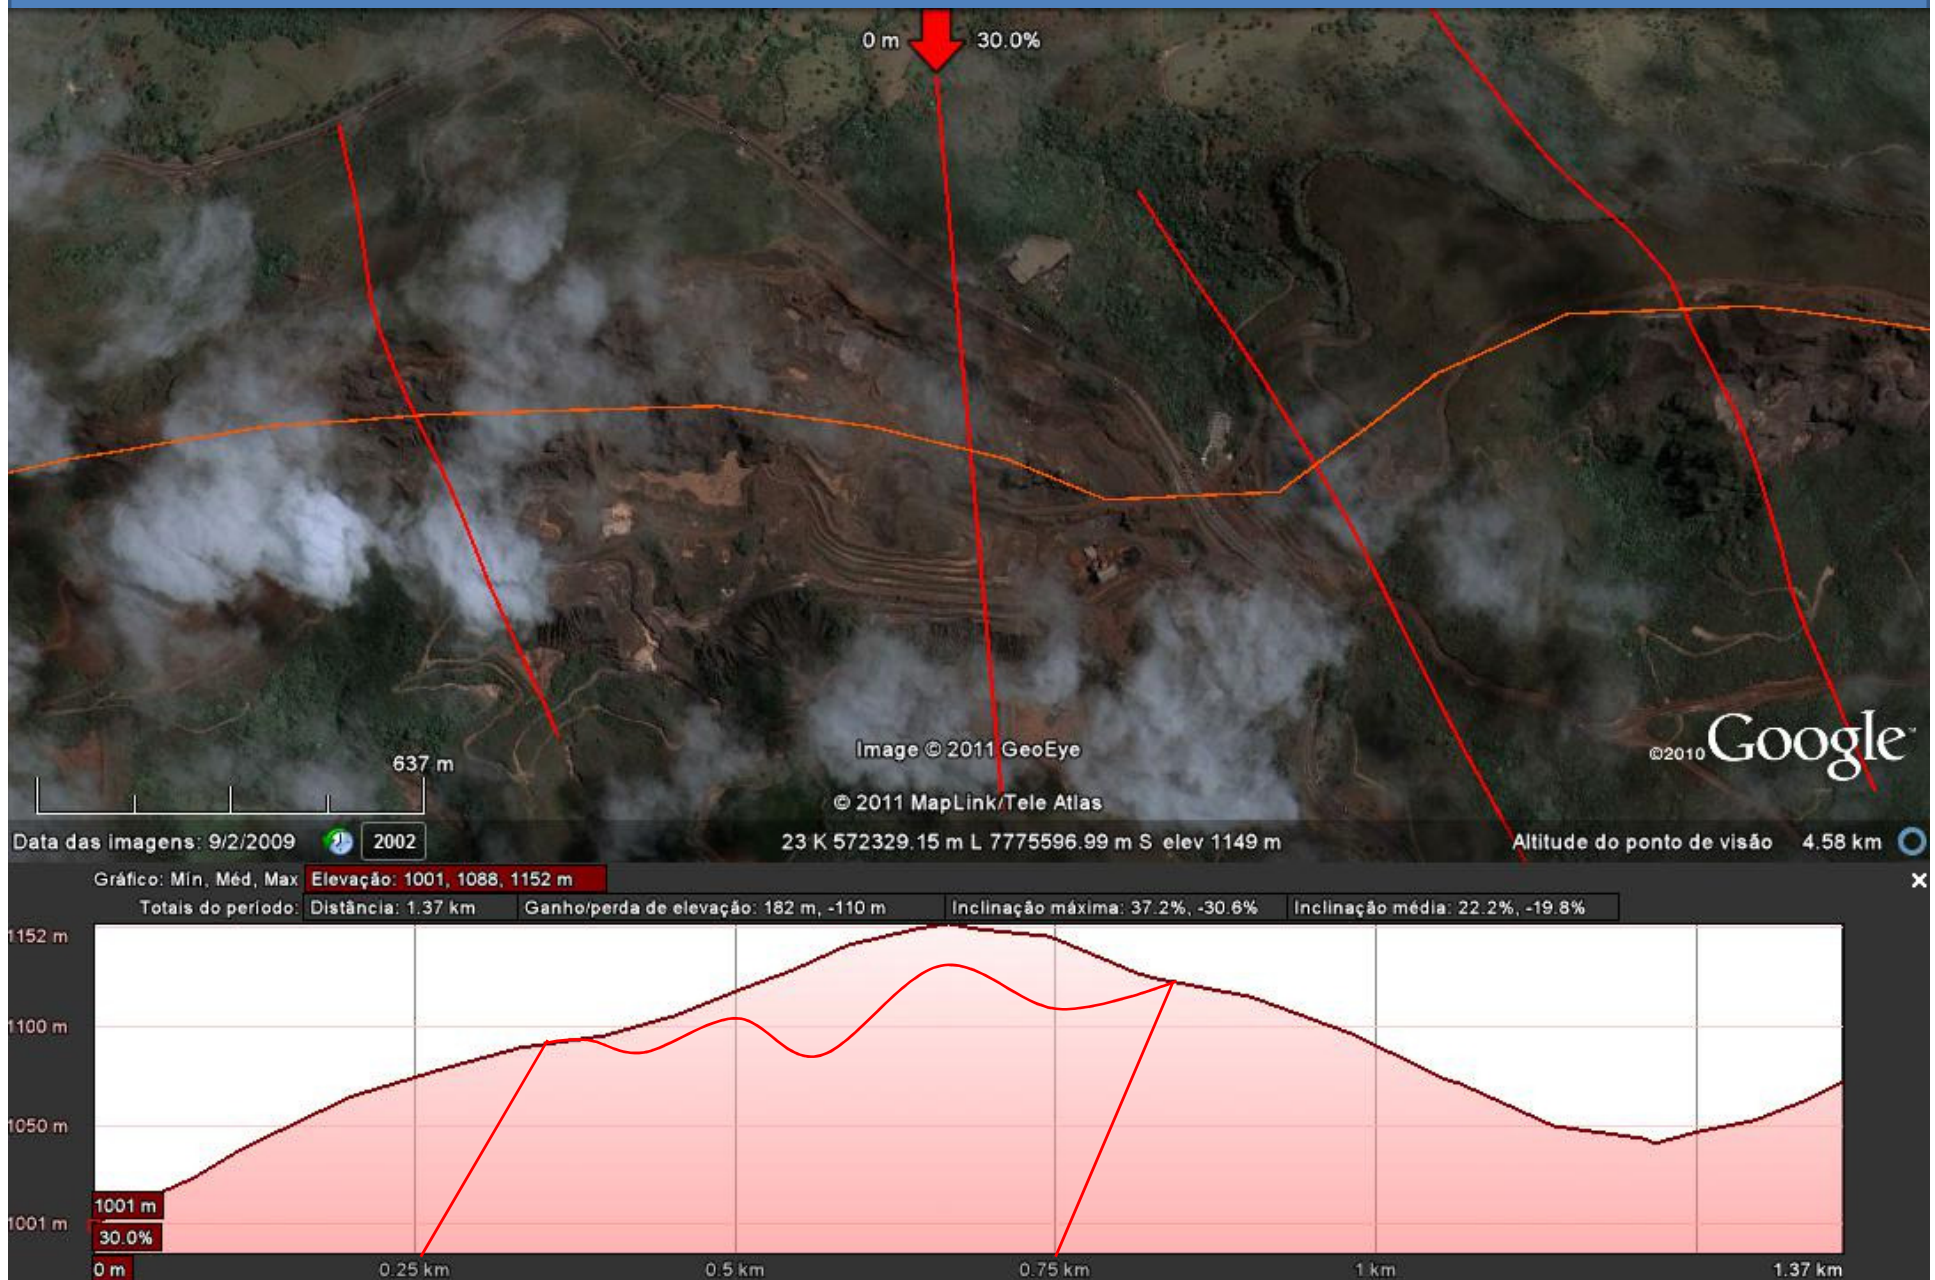 0 m 30.0%
Image © 2011 GeoEye
©2010 Google™
637 m
© 2011 MapLink/Tele Atlas
Data das imagens: 9/2/2009 2002 23 K 572329.15 m L 7775596.99 m S elev 1149 m Altitude do ponto de visão 4.58 km
Gráfico: Mín, Méd, Max Elevação: 1001, 1088, 1152 m
Totais do período: Distância: 1.37 km Ganho/perda de elevação: 182 m, -110 m Inclinação máxima: 37.2%, -30.6% Inclinação média: 22.2%, -19.8%
1152 m
1100 m
1050 m
1001 m
1001 m
30.0%
0 m 0.25 km 0.5 km 0.75 km 1 km 1.37 km